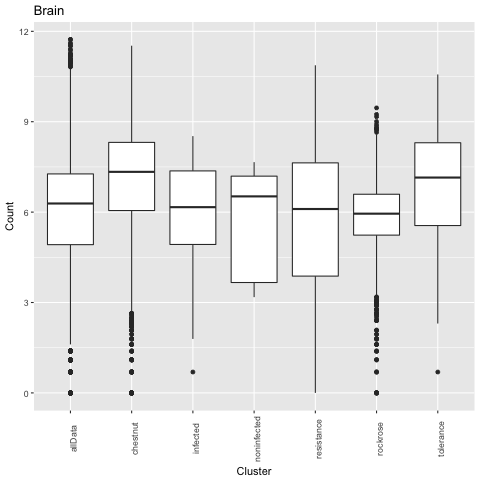 Brain
12
9
6
3
0
Count
allData
chestnut
infected
noninfected
resistance
rockrose
tolerance
Cluster